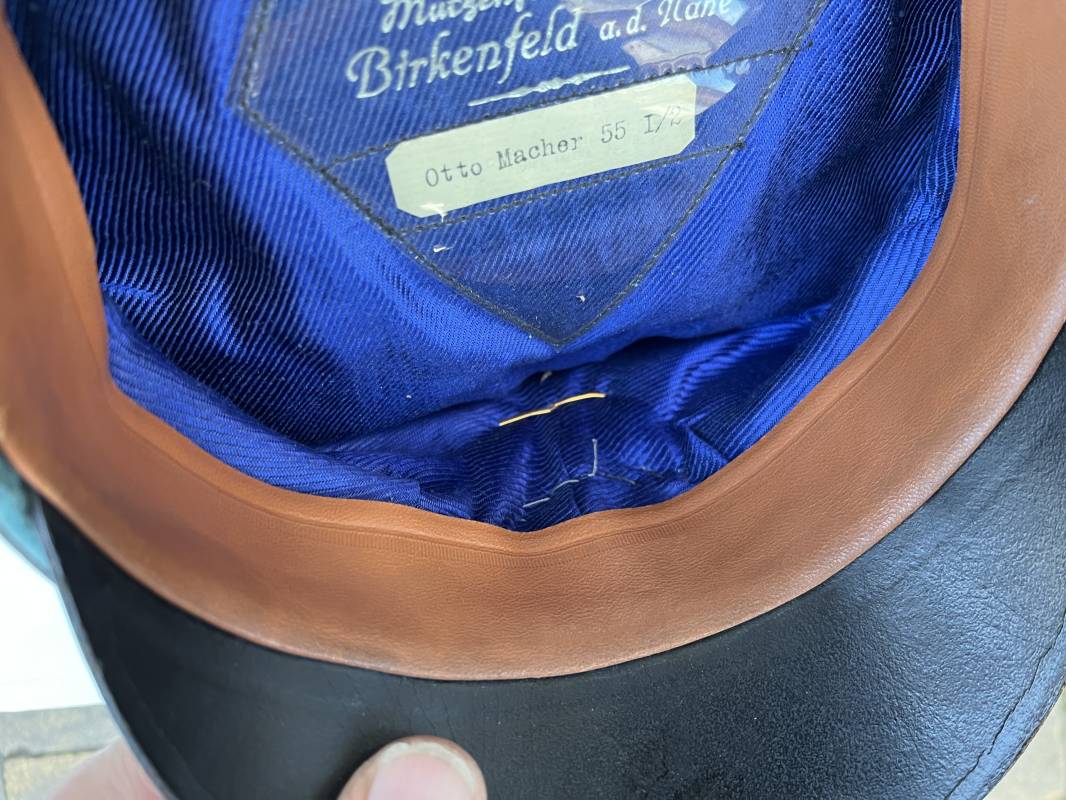 Birkenfeld a.d. Nahe
Otto Macher 55 I/2